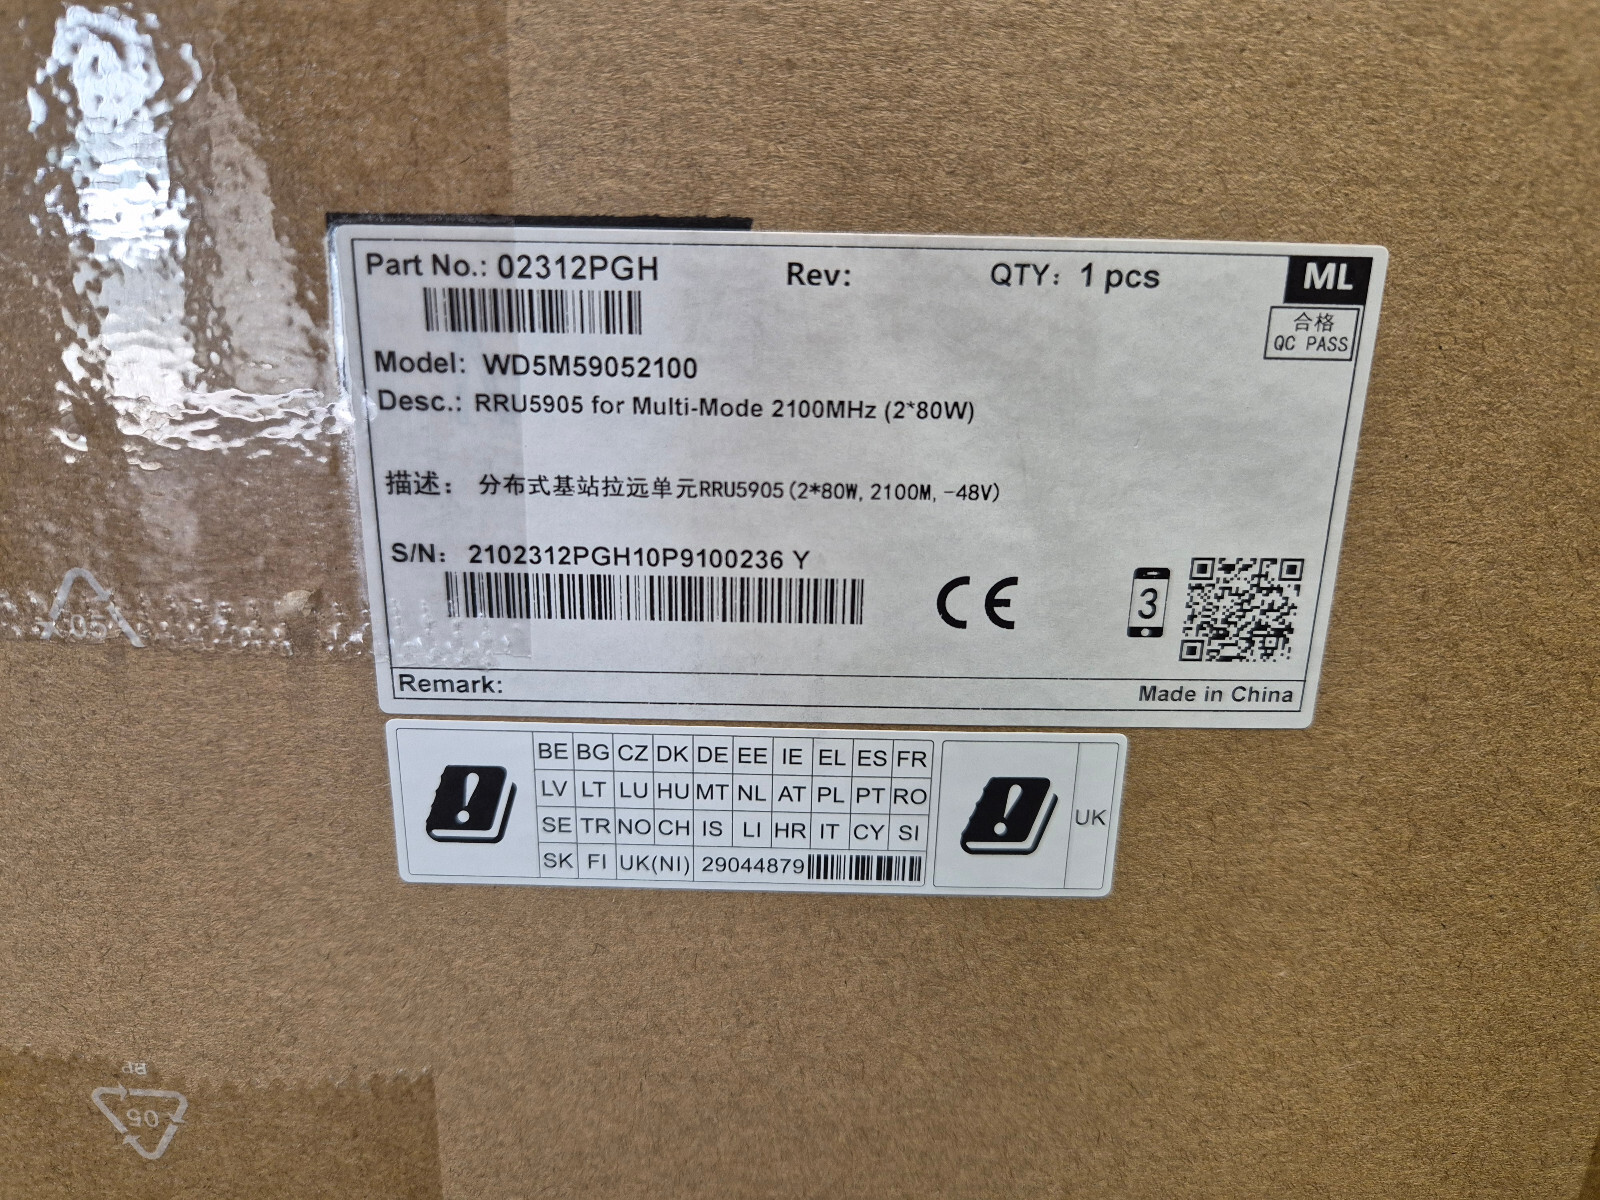 Part No.: 02312PGH Rev: QTY: 1 pcs ML
合格
QC PASS
Model: WD5M59052100
Desc.: RRU5905 for Multi-Mode 2100MHz (2*80W)
描述: 分布式基站拉远单元RRU5905(2*80W, 2100M, -48V)
S/N: 2102312PGH10P9100236 Y
CE
3
Remark: Made in China
BE BG CZ DK DE EE IE EL ES FR
LV LT LU HU MT NL AT PL PT RO
SE TR NO CH IS LI HR IT CY SI
SK FI UK(NI) 29044879
UK
05
PP
05